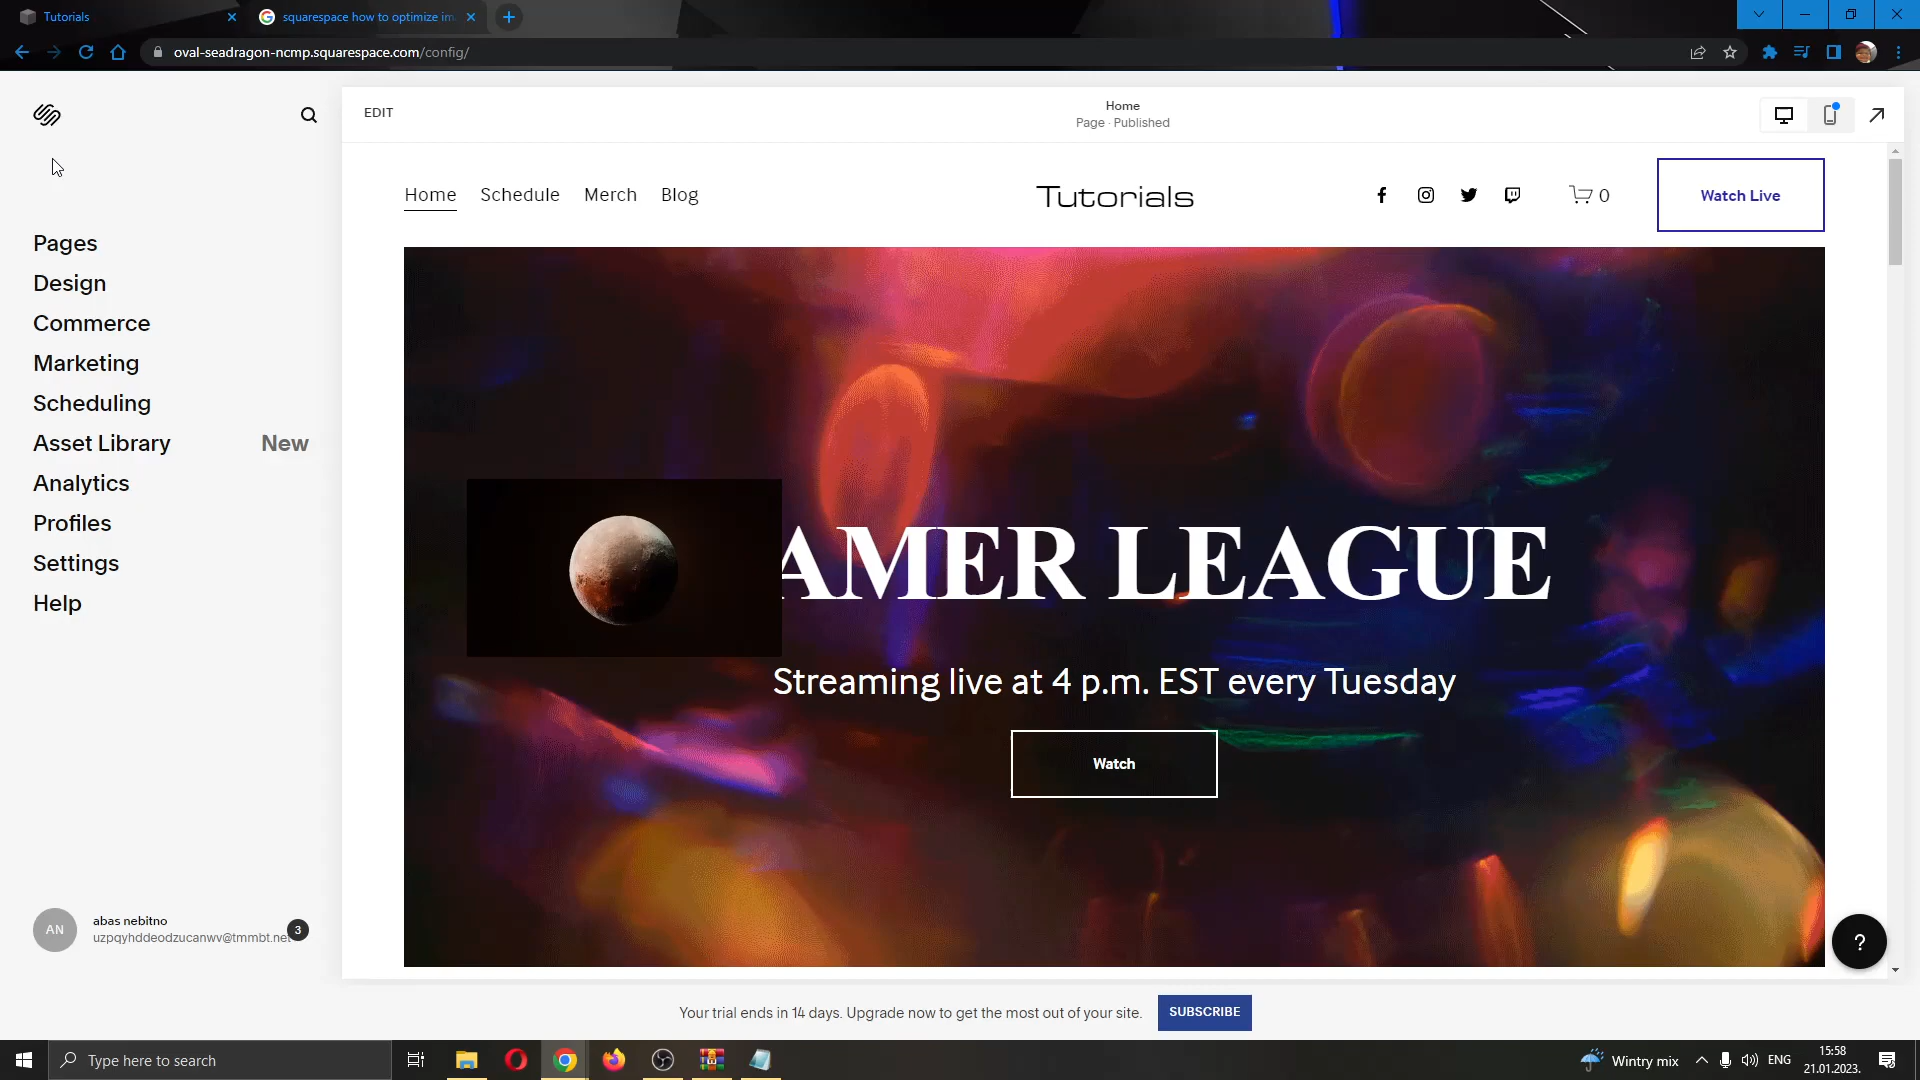 Tutorials
squarespace how to optimize im
oval-seadragon-ncmp.squarespace.com/config/
EDIT
Home
Page · Published
Home
Schedule
Merch
Blog
Tutorials
0
Watch Live
Pages
Design
Commerce
Marketing
Scheduling
Asset Library
New
Analytics
Profiles
Settings
Help
AMER LEAGUE
Streaming live at 4 p.m. EST every Tuesday
Watch
AN
abas nebitno
uzpqyhddeodzucanwv@tmmbt.net
3
?
Your trial ends in 14 days. Upgrade now to get the most out of your site.
SUBSCRIBE
Type here to search
Wintry mix
ENG
15:58
21.01.2023.